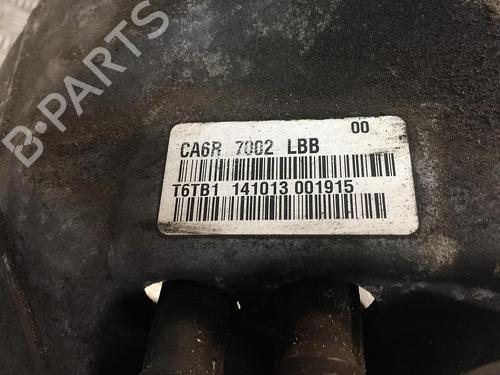 00
CA6R 7002 LBB
T6TB1 141013 001915
B-PARTS